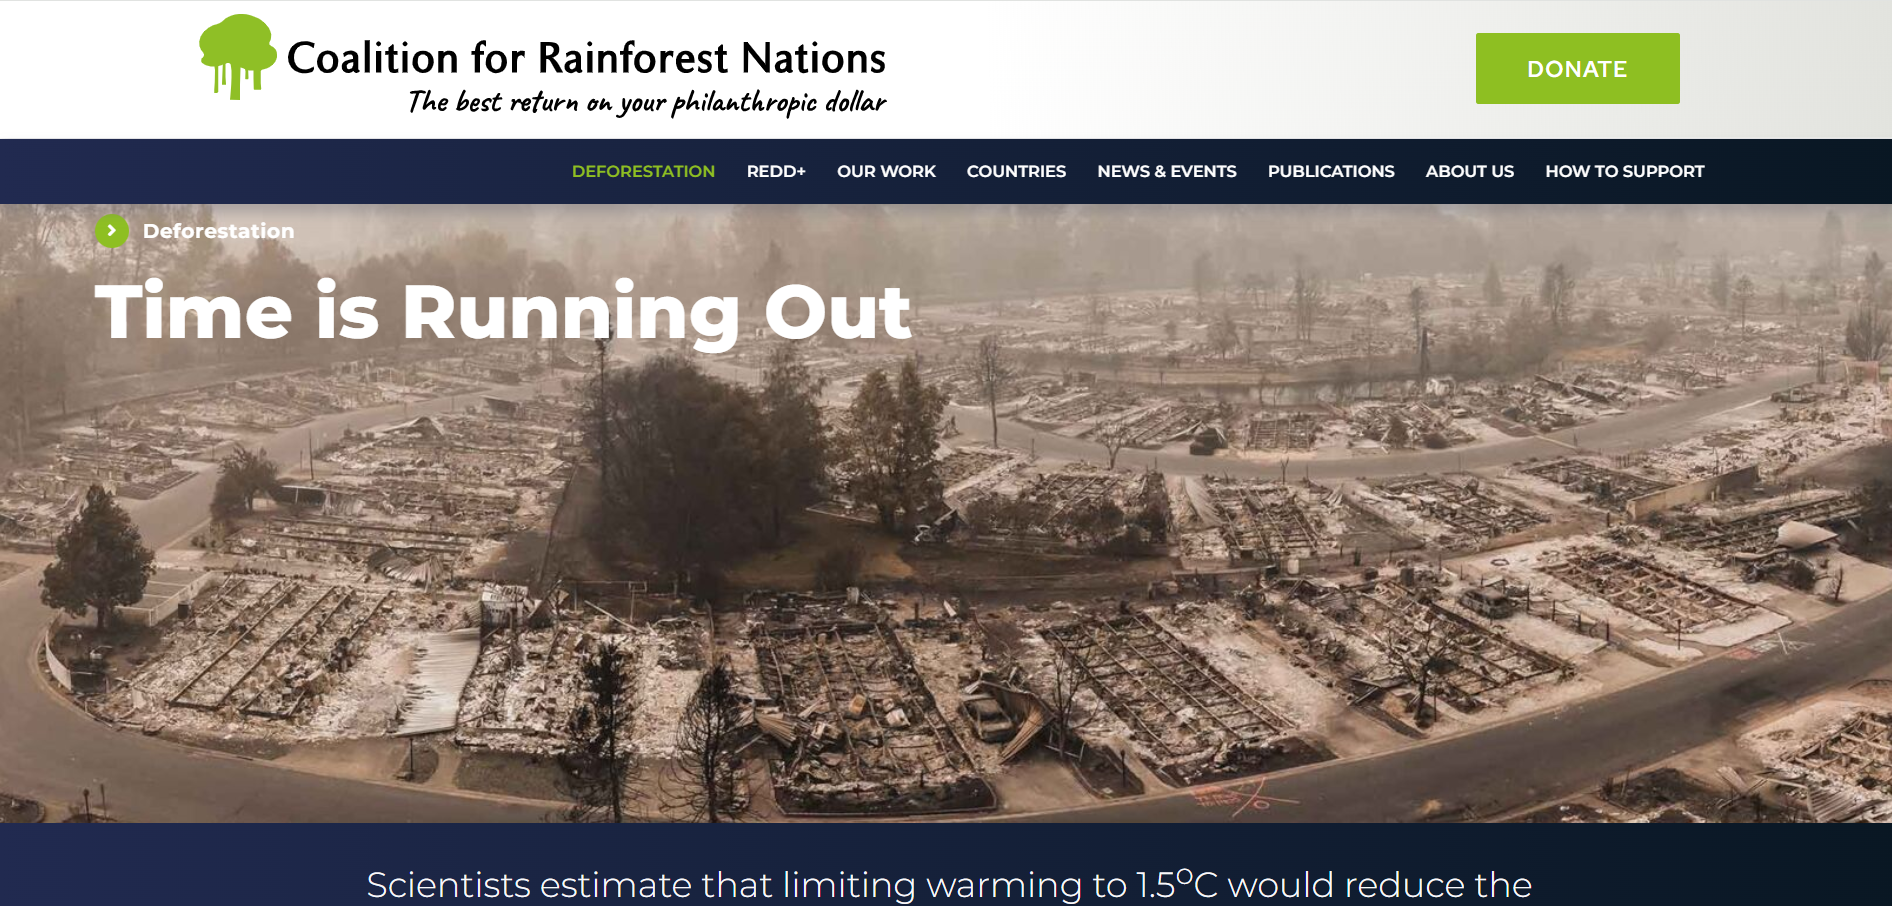 Coalition for Rainforest Nations
The best return on your philanthropic dollar
DONATE
DEFORESTATION REDD+ OUR WORK COUNTRIES NEWS & EVENTS PUBLICATIONS ABOUT US HOW TO SUPPORT
Deforestation
Time is Running Out
Scientists estimate that limiting warming to 1.5°C would reduce the